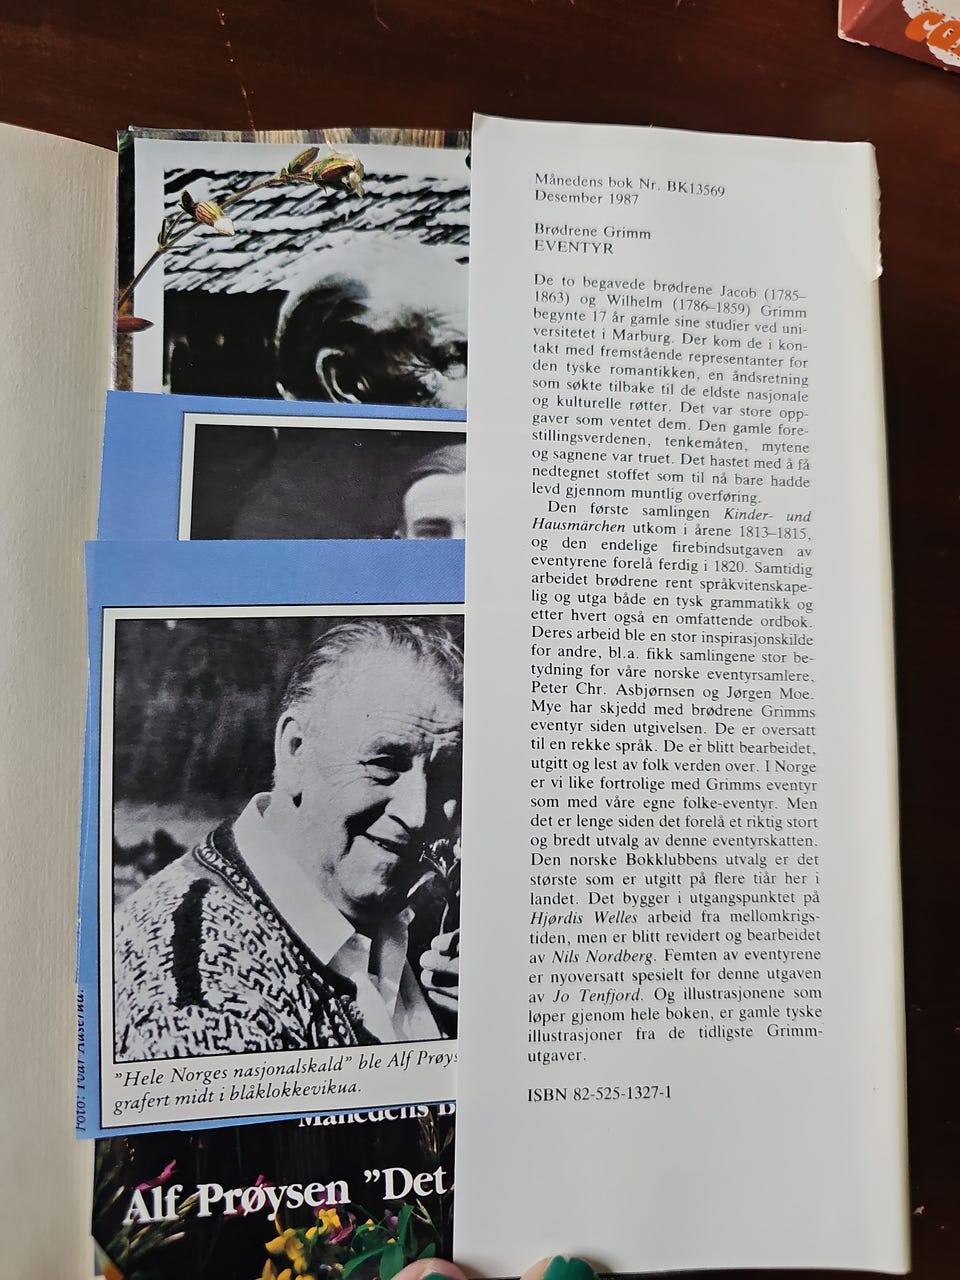 Månedens bok Nr. BK13569
Desember 1987
Brødrene Grimm
EVENTYR
De to begavede brødrene Jacob (1785–
1863) og Wilhelm (1786–1859) Grimm
begynte 17 år gamle sine studier ved uni-
versitetet i Marburg. Der kom de i kon-
takt med fremstående representanter for
den tyske romantikken, en åndsretning
som søkte tilbake til de eldste nasjonale
og kulturelle røtter. Det var store opp-
gaver som ventet dem. Den gamle fore-
stillingsverdenen, tenkemåten, mytene
og sagnene var truet. Det hastet med å få
nedtegnet stoffet som til nå bare hadde
levd gjennom muntlig overføring.
Den første samlingen Kinder- und
Hausmärchen utkom i årene 1813–1815,
og den endelige firebindsutgaven av
eventyrene forelå ferdig i 1820. Samtidig
arbeidet brødrene rent språkvitenskape-
lig og utga både en tysk grammatikk og
etter hvert også en omfattende ordbok.
Deres arbeid ble en stor inspirasjonskilde
for andre, bl.a. fikk samlingene stor be-
tydning for våre norske eventyrsamlere,
Peter Chr. Asbjørnsen og Jørgen Moe.
Mye har skjedd med brødrene Grimms
eventyr siden utgivelsen. De er oversatt
til en rekke språk. De er blitt bearbeidet,
utgitt og lest av folk verden over. I Norge
er vi like fortrolige med Grimms eventyr
som med våre egne folke-eventyr. Men
det er lenge siden det forelå et riktig stort
og bredt utvalg av denne eventyrskatten.
Den norske Bokklubbens utvalg er det
største som er utgitt på flere tiår her i
landet. Det bygger i utgangspunktet på
Hjørdis Welles arbeid fra mellomkrigs-
tiden, men er blitt revidert og bearbeidet
av Nils Nordberg. Femten av eventyrene
er nyoversatt spesielt for denne utgaven
av Jo Tenfjord. Og illustrasjonene som
løper gjenom hele boken, er gamle tyske
illustrasjoner fra de tidligste Grimm-
utgaver.
ISBN 82-525-1327-1
"Hele Norges nasjonalskald" ble Alf Prøys
grafert midt i blåklokkevikua.
Foto: Ivar Aaserud.
Månedens B
Alf Prøysen "Det